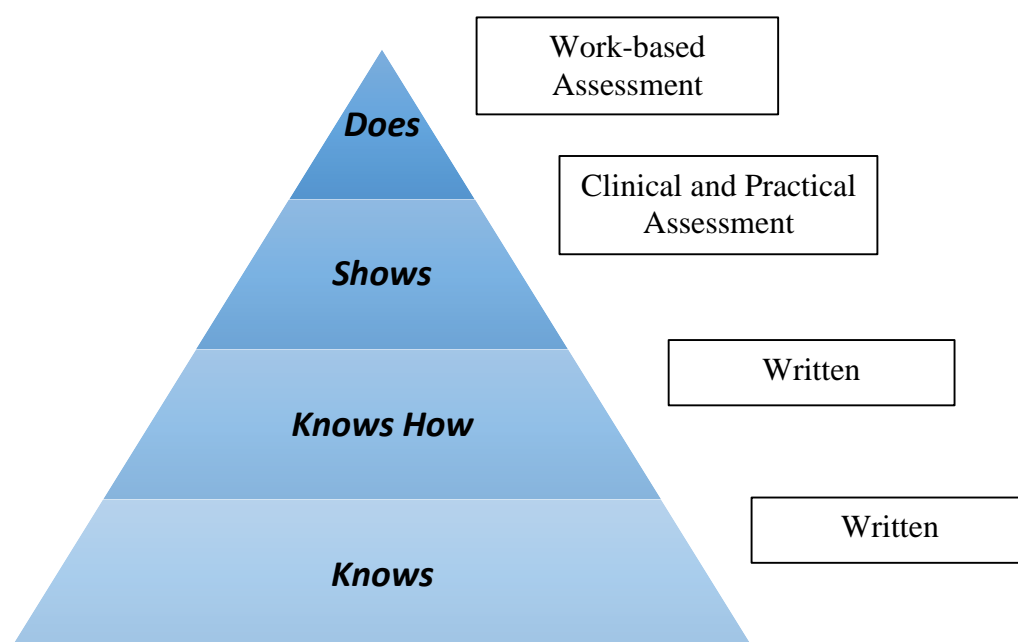 Work-based
Assessment
Does
Clinical and Practical
Assessment
Shows
Written
Knows How
Written
Knows